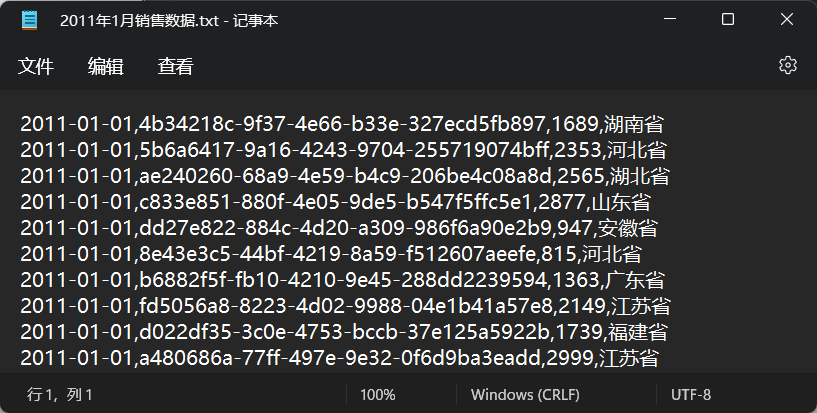 2011年1月销售数据.txt - 记事本
文件 编辑 查看
2011-01-01,4b34218c-9f37-4e66-b33e-327ecd5fb897,1689,湖南省
2011-01-01,5b6a6417-9a16-4243-9704-255719074bff,2353,河北省
2011-01-01,ae240260-68a9-4e59-b4c9-206be4c08a8d,2565,湖北省
2011-01-01,c833e851-880f-4e05-9de5-b547f5ffc5e1,2877,山东省
2011-01-01,dd27e822-884c-4d20-a309-986f6a90e2b9,947,安徽省
2011-01-01,8e43e3c5-44bf-4219-8a59-f512607aeefe,815,河北省
2011-01-01,b6882f5f-fb10-4210-9e45-288dd2239594,1363,广东省
2011-01-01,fd5056a8-8223-4d02-9988-04e1b41a57e8,2149,江苏省
2011-01-01,d022df35-3c0e-4753-bccb-37e125a5922b,1739,福建省
2011-01-01,a480686a-77ff-497e-9e32-0f6d9ba3eadd,2999,江苏省
行 1，列 1 100% Windows (CRLF) UTF-8